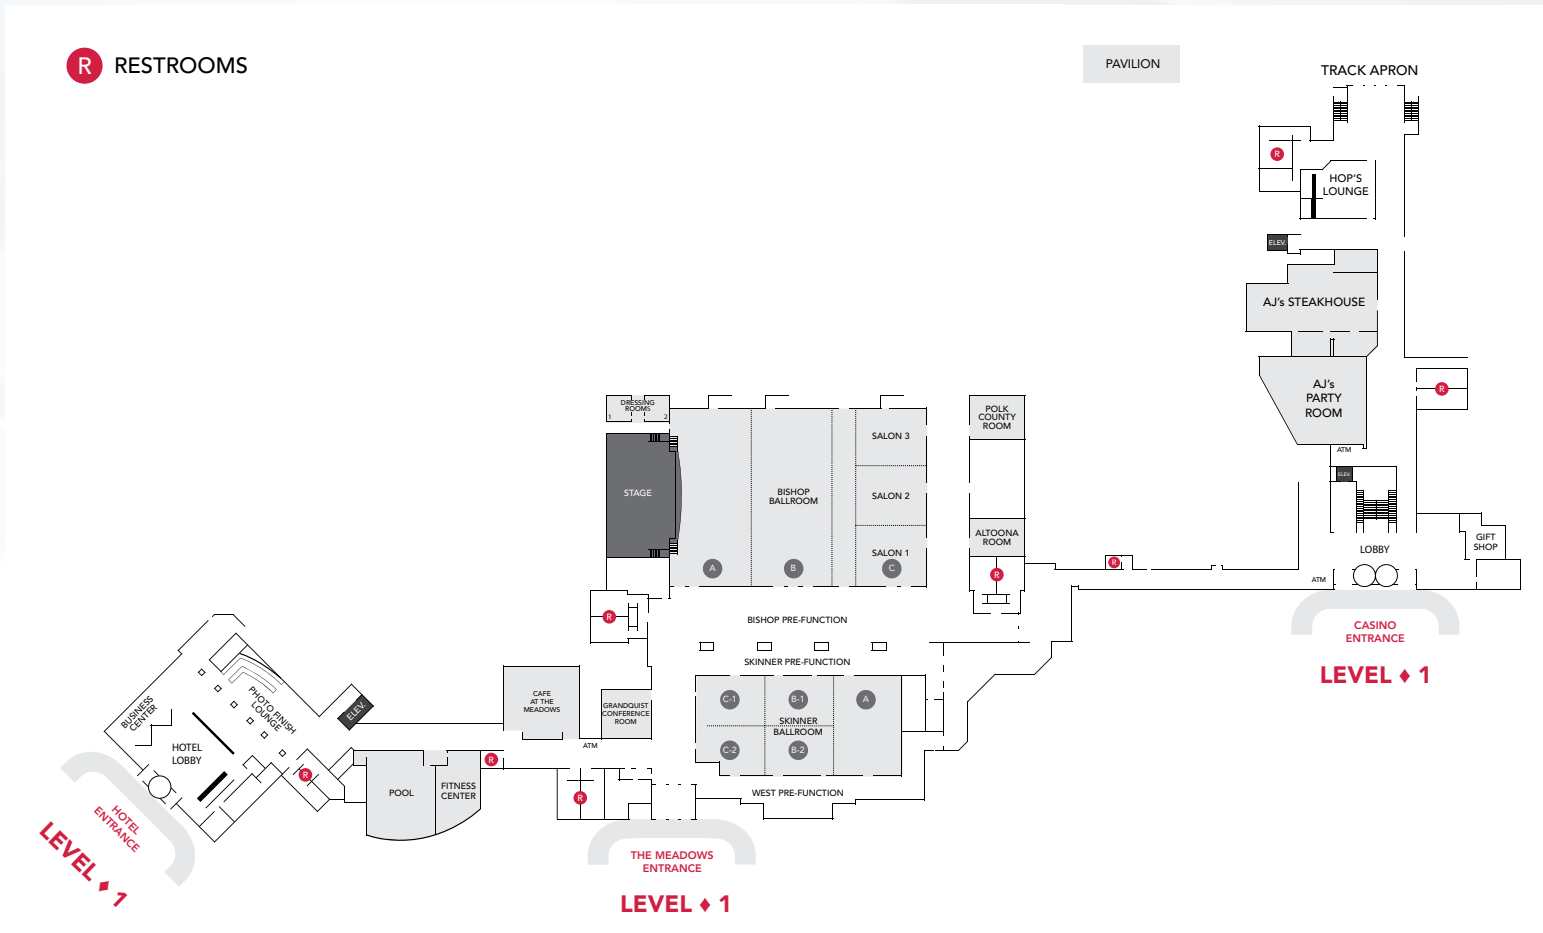 R RESTROOMS
PAVILION
TRACK APRON
R
HOP'S
LOUNGE
ELEV.
AJ's STEAKHOUSE
AJ's
PARTY
ROOM
R
ATM
ELEV.
DRESSING
ROOMS
1 2
STAGE
BISHOP
BALLROOM
SALON 3
SALON 2
SALON 1
A
B
C
POLK
COUNTY
ROOM
ALTOONA
ROOM
R
R
LOBBY
GIFT
SHOP
ATM
CASINO
ENTRANCE
LEVEL ♦ 1
R
BISHOP PRE-FUNCTION
SKINNER PRE-FUNCTION
C-1
B-1
A
SKINNER
BALLROOM
C-2
B-2
WEST PRE-FUNCTION
CAFE
AT THE
MEADOWS
GRANDQUIST
CONFERENCE
ROOM
ATM
R
R
THE MEADOWS
ENTRANCE
LEVEL ♦ 1
FITNESS
CENTER
POOL
R
ELEV.
PHOTO FINISH
LOUNGE
BUSINESS
CENTER
HOTEL
LOBBY
HOTEL
ENTRANCE
LEVEL ♦ 1